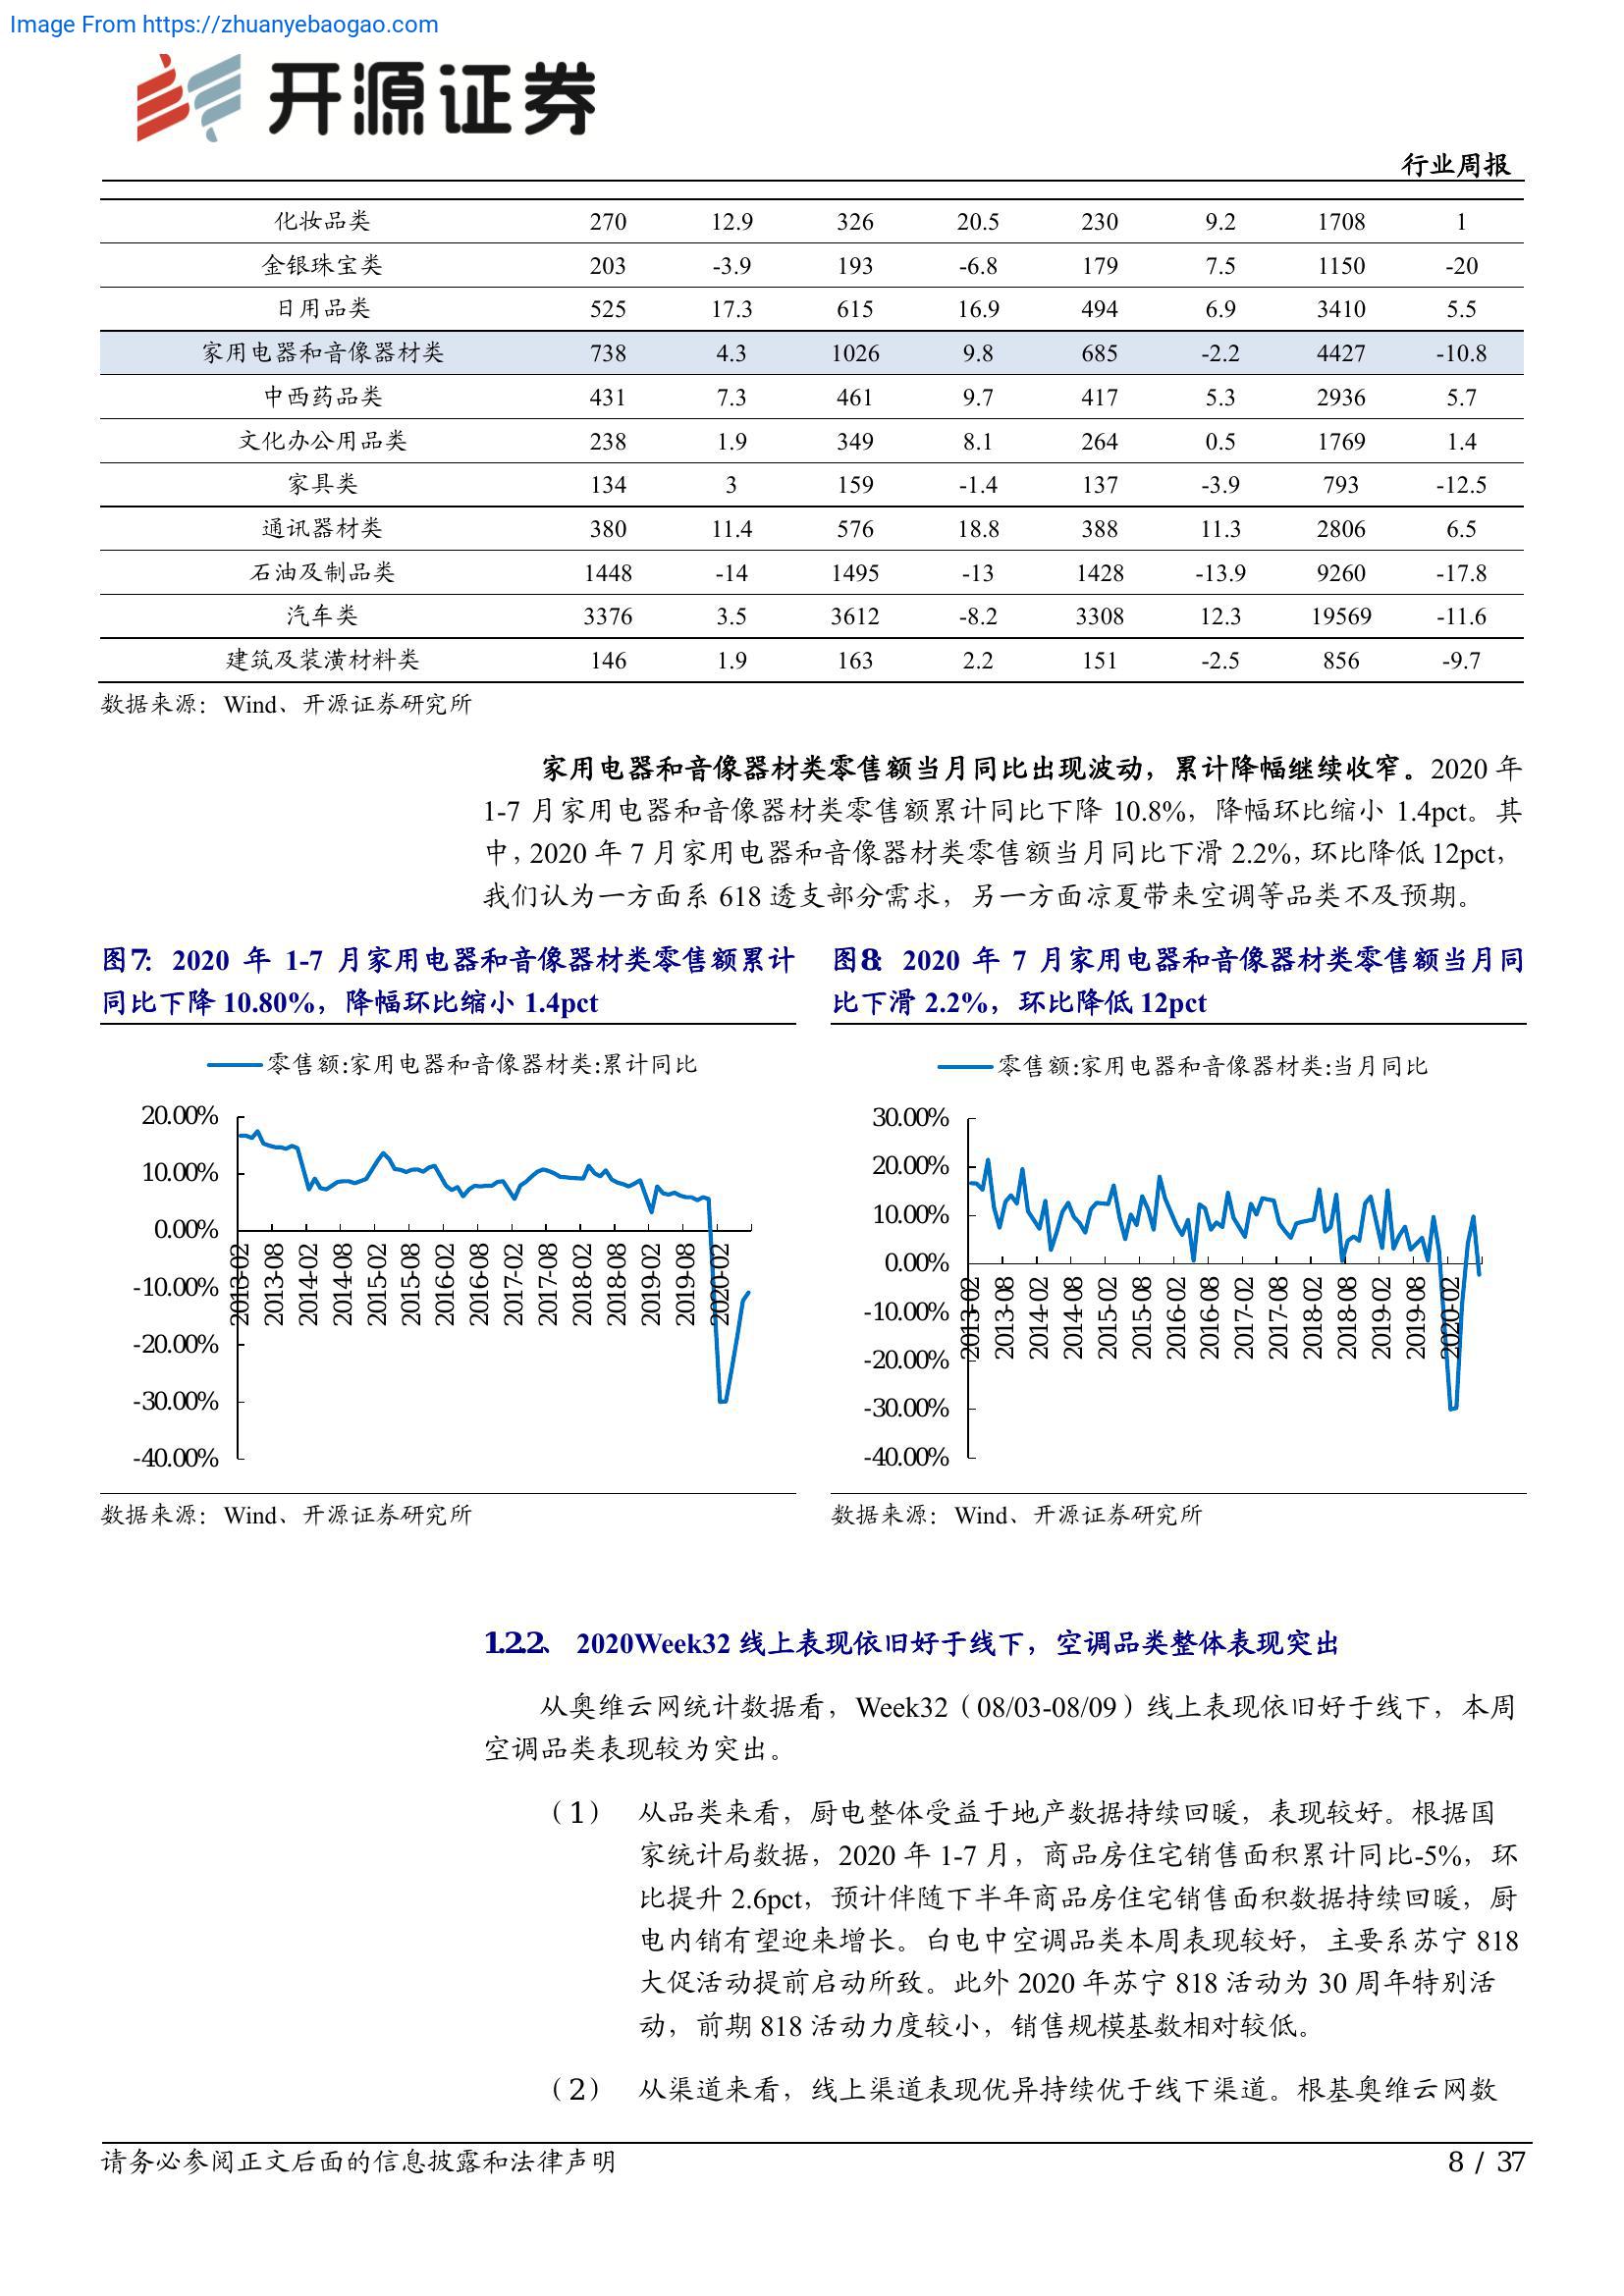 Image From https://zhuanyebaogao.com
开源证券
行业周报
化妆品类 270 12.9 326 20.5 230 9.2 1708 1
金银珠宝类 203 -3.9 193 -6.8 179 7.5 1150 -20
日用品类 525 17.3 615 16.9 494 6.9 3410 5.5
家用电器和音像器材类 738 4.3 1026 9.8 685 -2.2 4427 -10.8
中西药品类 431 7.3 461 9.7 417 5.3 2936 5.7
文化办公用品类 238 1.9 349 8.1 264 0.5 1769 1.4
家具类 134 3 159 -1.4 137 -3.9 793 -12.5
通讯器材类 380 11.4 576 18.8 388 11.3 2806 6.5
石油及制品类 1448 -14 1495 -13 1428 -13.9 9260 -17.8
汽车类 3376 3.5 3612 -8.2 3308 12.3 19569 -11.6
建筑及装潢材料类 146 1.9 163 2.2 151 -2.5 856 -9.7
数据来源：Wind、开源证券研究所
家用电器和音像器材类零售额当月同比出现波动，累计降幅继续收窄。2020 年
1-7 月家用电器和音像器材类零售额累计同比下降 10.8%，降幅环比缩小 1.4pct。其
中，2020 年 7 月家用电器和音像器材类零售额当月同比下滑 2.2%，环比降低 12pct，
我们认为一方面系 618 透支部分需求，另一方面凉夏带来空调等品类不及预期。
图7：2020 年 1-7 月家用电器和音像器材类零售额累计
同比下降 10.80%，降幅环比缩小 1.4pct
零售额:家用电器和音像器材类:累计同比
20.00%
10.00%
0.00%
-10.00%
-20.00%
-30.00%
-40.00%
2013-02 2013-08 2014-02 2014-08 2015-02 2015-08 2016-02 2016-08 2017-02 2017-08 2018-02 2018-08 2019-02 2019-08 2020-02
数据来源：Wind、开源证券研究所
图8：2020 年 7 月家用电器和音像器材类零售额当月同
比下滑 2.2%，环比降低 12pct
零售额:家用电器和音像器材类:当月同比
30.00%
20.00%
10.00%
0.00%
-10.00%
-20.00%
-30.00%
-40.00%
2013-02 2013-08 2014-02 2014-08 2015-02 2015-08 2016-02 2016-08 2017-02 2017-08 2018-02 2018-08 2019-02 2019-08 2020-02
数据来源：Wind、开源证券研究所
1.2.2、 2020Week32 线上表现依旧好于线下，空调品类整体表现突出
从奥维云网统计数据看，Week32（08/03-08/09）线上表现依旧好于线下，本周
空调品类表现较为突出。
（1） 从品类来看，厨电整体受益于地产数据持续回暖，表现较好。根据国
家统计局数据，2020 年 1-7 月，商品房住宅销售面积累计同比-5%，环
比提升 2.6pct，预计伴随下半年商品房住宅销售面积数据持续回暖，厨
电内销有望迎来增长。白电中空调品类本周表现较好，主要系苏宁 818
大促活动提前启动所致。此外 2020 年苏宁 818 活动为 30 周年特别活
动，前期 818 活动力度较小，销售规模基数相对较低。
（2） 从渠道来看，线上渠道表现优异持续优于线下渠道。根基奥维云网数
请务必参阅正文后面的信息披露和法律声明
8 / 37